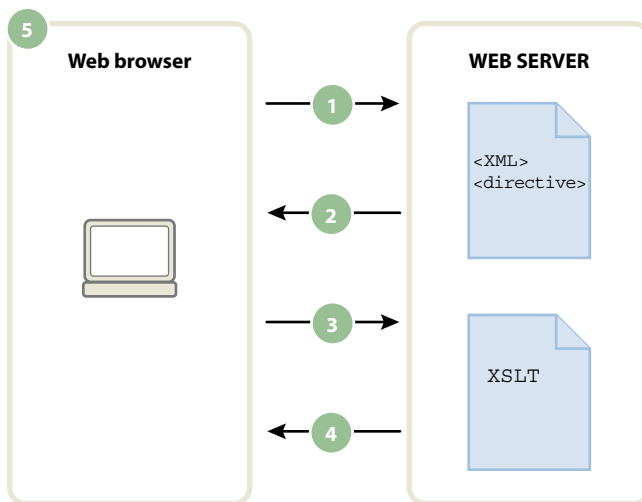 5
Web browser
WEB SERVER
1
<XML>
<directive>
2
3
XSLT
4